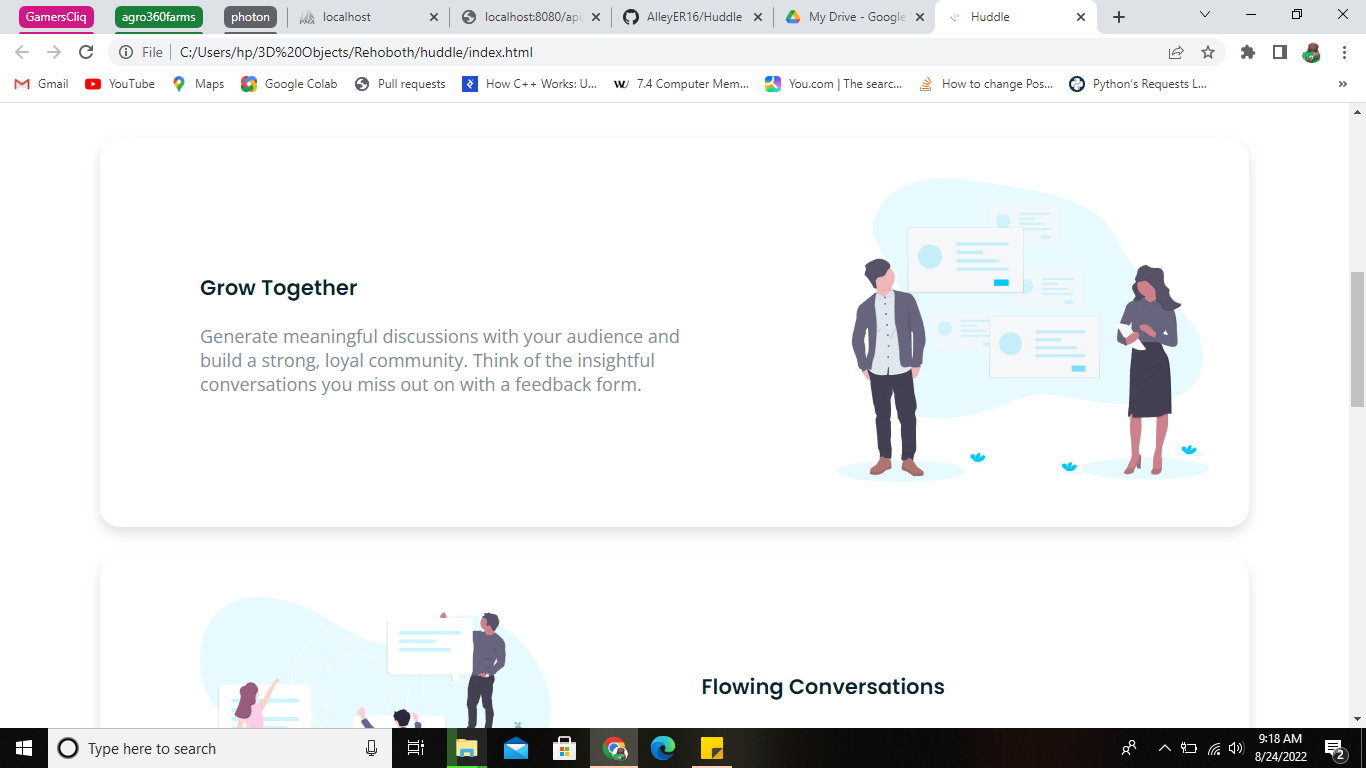 GamersCliq agro360farms photon localhost localhost:8080/api AlleyER16/Huddle My Drive - Google Huddle
File C:/Users/hp/3D%20Objects/Rehoboth/huddle/index.html
Gmail YouTube Maps Google Colab Pull requests How C++ Works: U... 7.4 Computer Mem... You.com | The searc... How to change Pos... Python's Requests L... »
Grow Together
Generate meaningful discussions with your audience and
build a strong, loyal community. Think of the insightful
conversations you miss out on with a feedback form.
Flowing Conversations
Type here to search
9:18 AM
8/24/2022
2